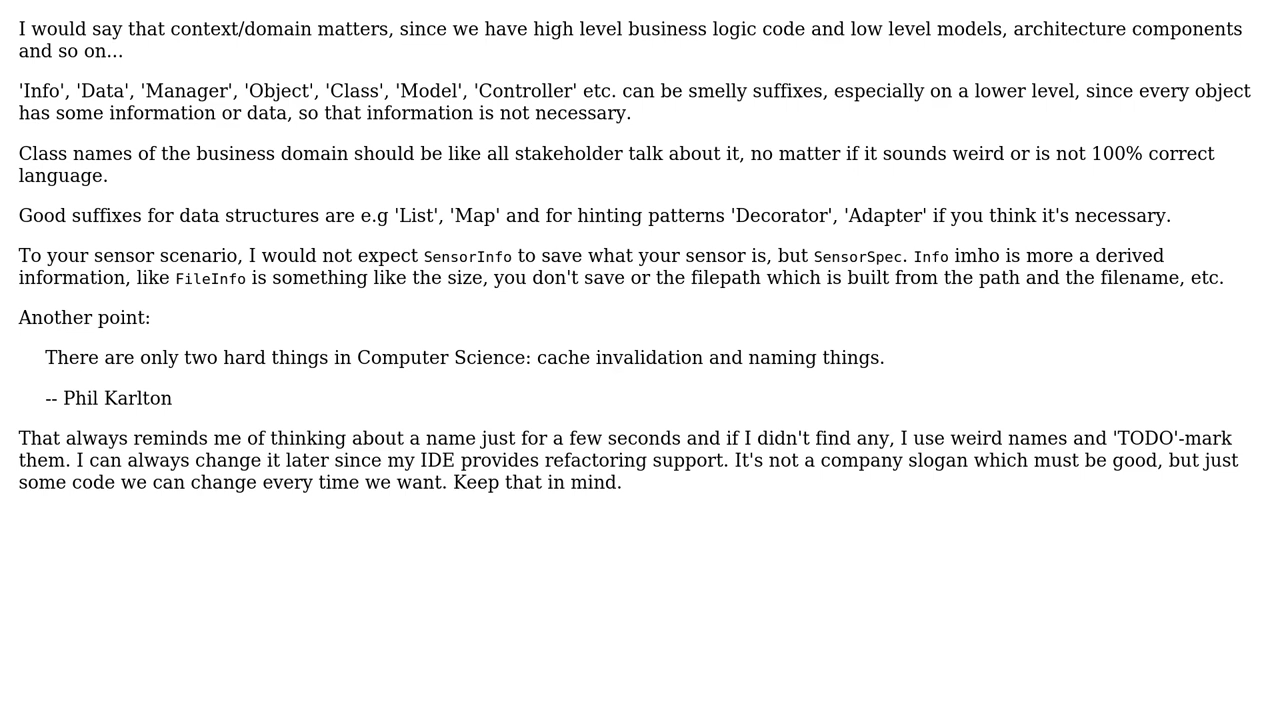 I would say that context/domain matters, since we have high level business logic code and low level models, architecture components
and so on...
'Info', 'Data', 'Manager', 'Object', 'Class', 'Model', 'Controller' etc. can be smelly suffixes, especially on a lower level, since every object
has some information or data, so that information is not necessary.
Class names of the business domain should be like all stakeholder talk about it, no matter if it sounds weird or is not 100% correct
language.
Good suffixes for data structures are e.g 'List', 'Map' and for hinting patterns 'Decorator', 'Adapter' if you think it's necessary.
To your sensor scenario, I would not expect SensorInfo to save what your sensor is, but SensorSpec. Info imho is more a derived
information, like FileInfo is something like the size, you don't save or the filepath which is built from the path and the filename, etc.
Another point:
There are only two hard things in Computer Science: cache invalidation and naming things.
-- Phil Karlton
That always reminds me of thinking about a name just for a few seconds and if I didn't find any, I use weird names and 'TODO'-mark
them. I can always change it later since my IDE provides refactoring support. It's not a company slogan which must be good, but just
some code we can change every time we want. Keep that in mind.